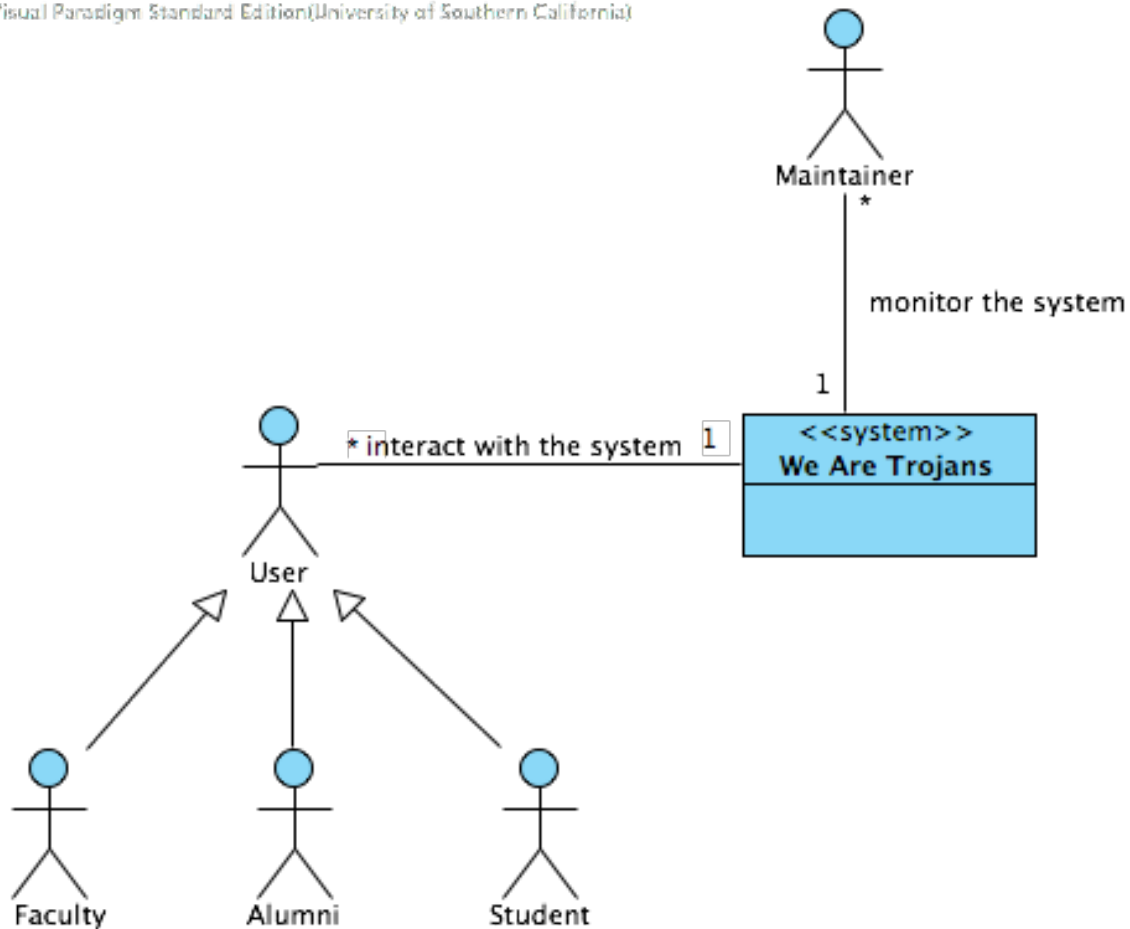 Visual Paradigm Standard Edition(University of Southern California)
Maintainer
*
monitor the system
1
* interact with the system 1
<<system>>
We Are Trojans
User
Faculty
Alumni
Student